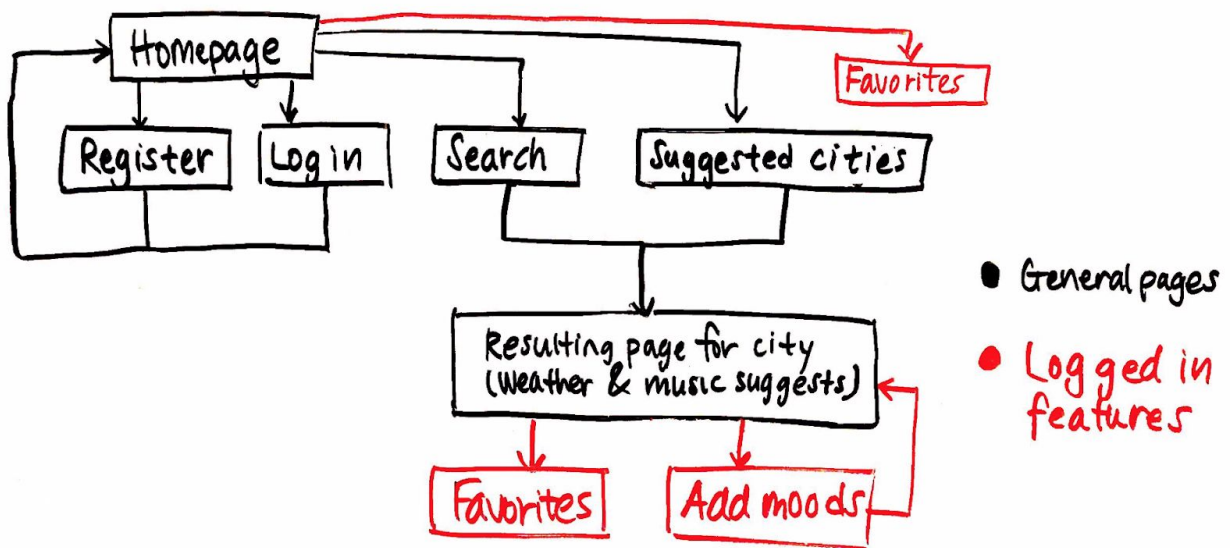 Homepage
Favorites
Register
Log in
Search
Suggested cities
General pages
Resulting page for city
(Weather & music suggests)
Logged in
features
Favorites
Add moods